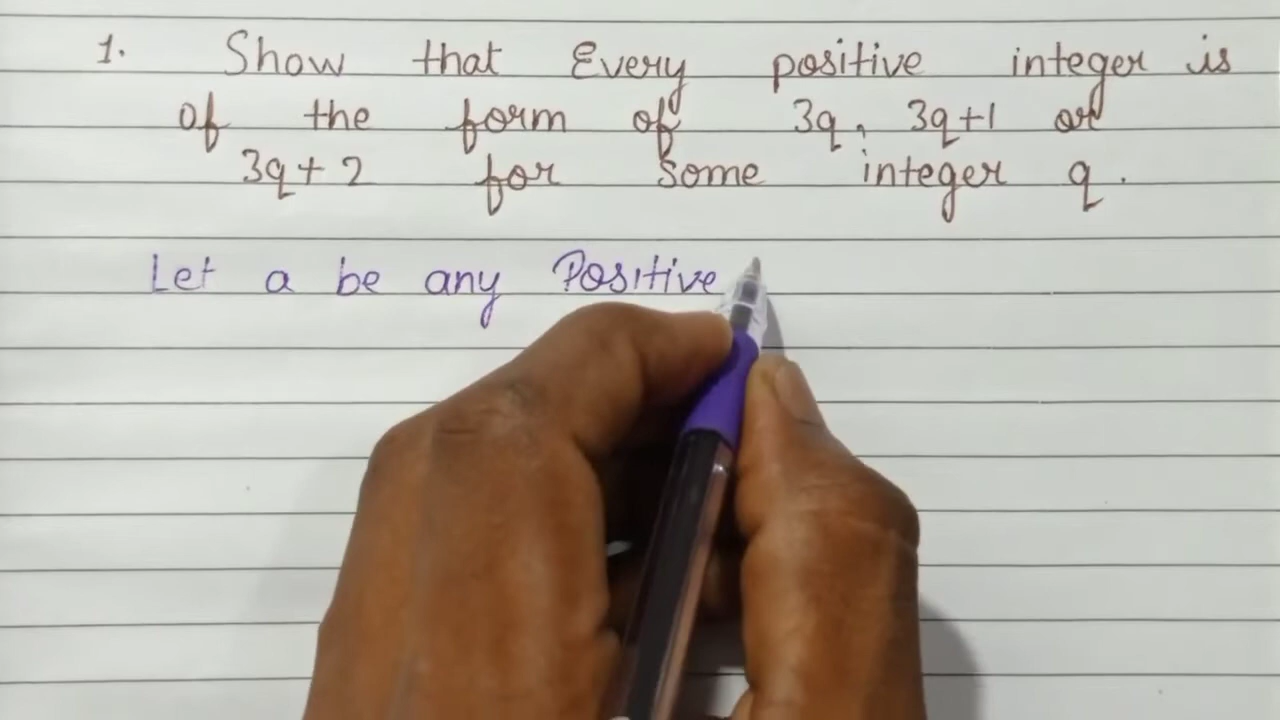 1. Show that Every positive integer is
of the form of 3q, 3q+1 or
3q+2 for some integer q.
Let a be any Positive